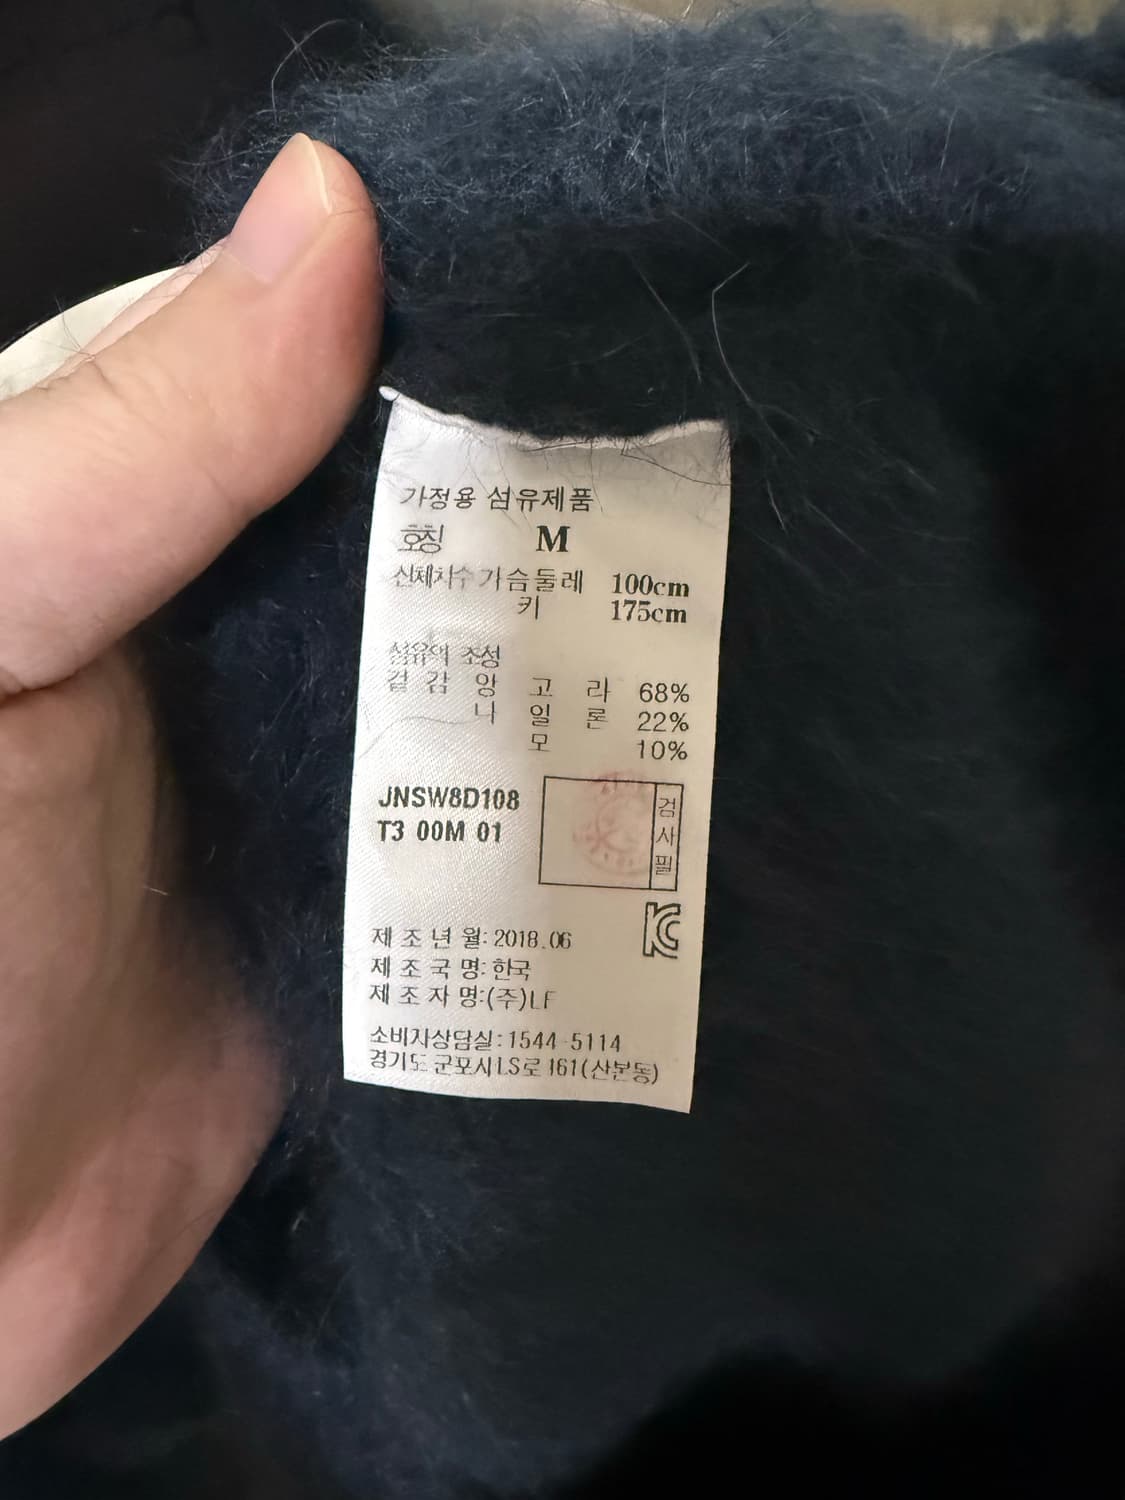 가정용 섬유제품
호칭 M
신체치수 가슴둘레 100cm
키 175cm
섬유의 조성
겉감 앙고라 68%
나일론 22%
모 10%
JNSW8D108
T3 00M 01
검사필
제조년월: 2018.06
제조국명: 한국
제조자명:(주)LF
소비자상담실:1544-5114
경기도 군포시 LS로 161(산본동)